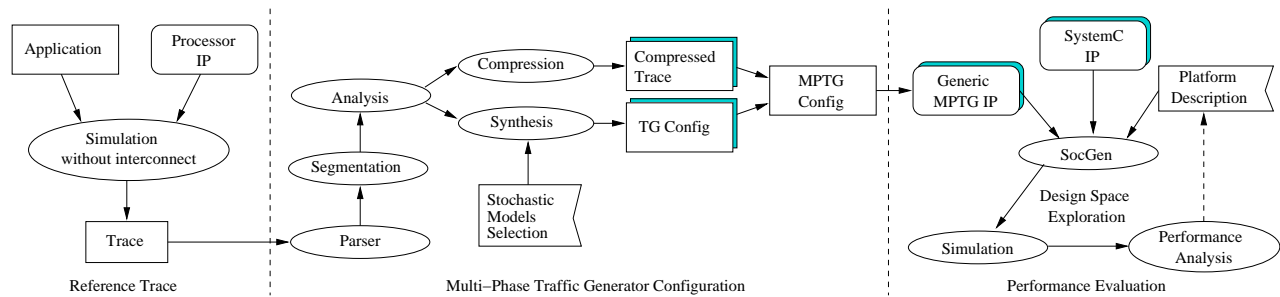 Application
Processor
IP
Simulation
without interconnect
Trace
Reference Trace
Analysis
Segmentation
Parser
Compression
Synthesis
Stochastic
Models
Selection
Compressed
Trace
TG Config
MPTG
Config
Multi−Phase Traffic Generator Configuration
Generic
MPTG IP
SystemC
IP
Platform
Description
SocGen
Design Space
Exploration
Simulation
Performance
Analysis
Performance Evaluation